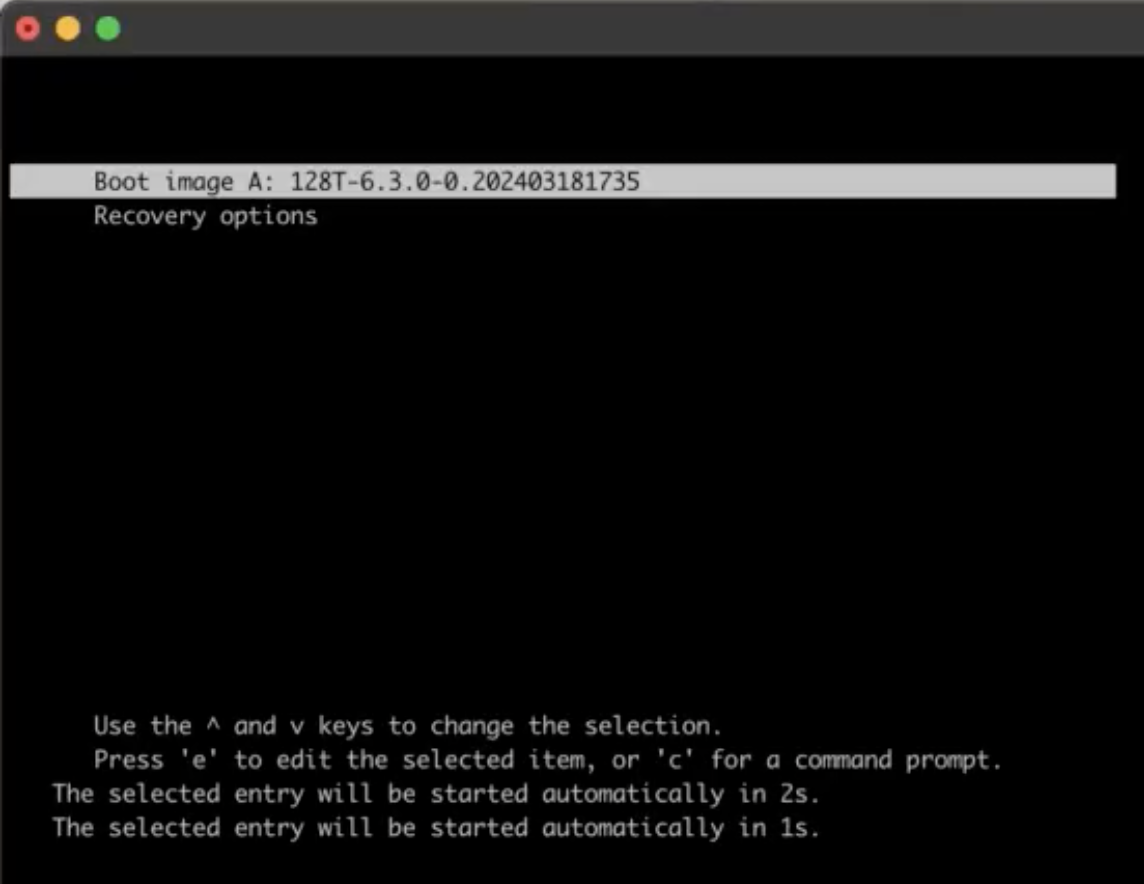 Boot image A: 128T-6.3.0-0.202403181735
Recovery options
Use the ^ and v keys to change the selection.
Press 'e' to edit the selected item, or 'c' for a command prompt.
The selected entry will be started automatically in 2s.
The selected entry will be started automatically in 1s.